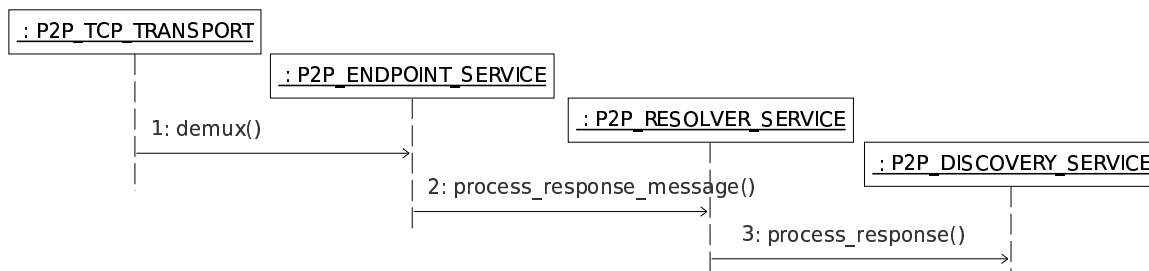 : P2P_TCP_TRANSPORT
: P2P_ENDPOINT_SERVICE
: P2P_RESOLVER_SERVICE
1: demux()
: P2P_DISCOVERY_SERVICE
2: process_response_message()
3: process_response()